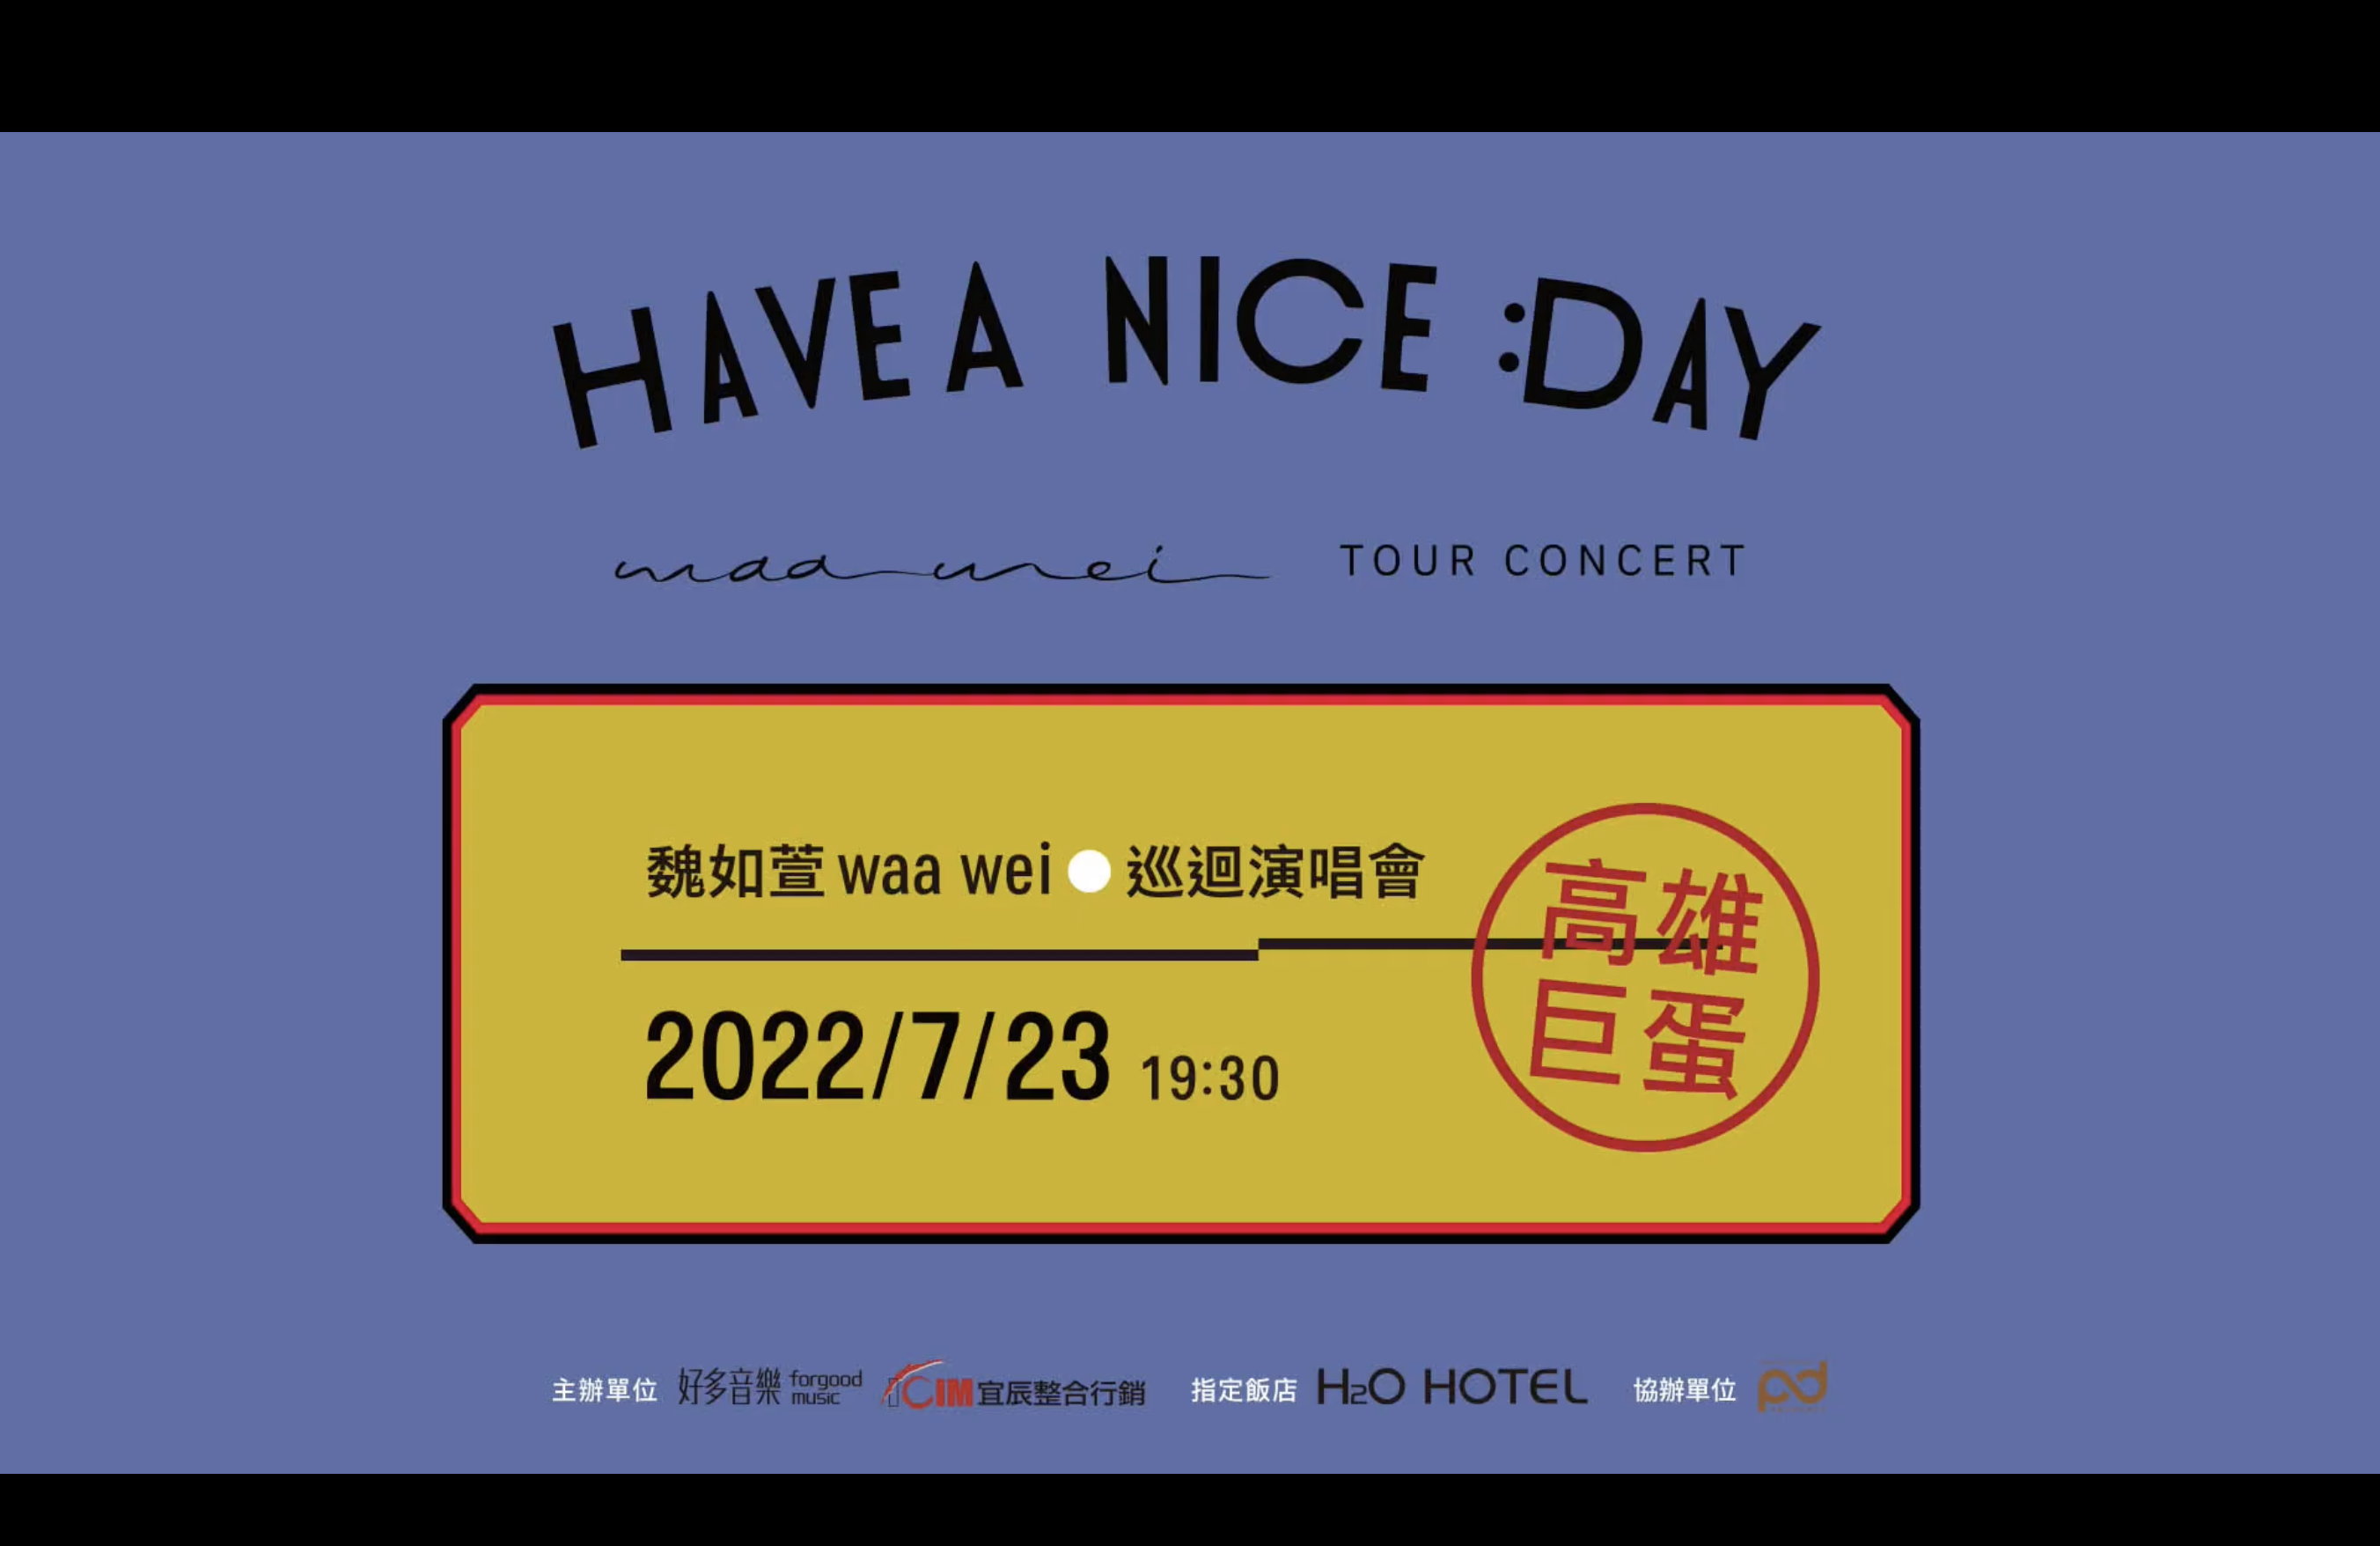 HAVE A NICE :DAY
waa wei TOUR CONCERT
魏如萱 waa wei ● 巡迴演唱會
2022/7/23 19:30
高雄
巨蛋
主辦單位 好多音樂 forgood music CIM 宜辰整合行銷 指定飯店 H2O HOTEL 協辦單位 pd